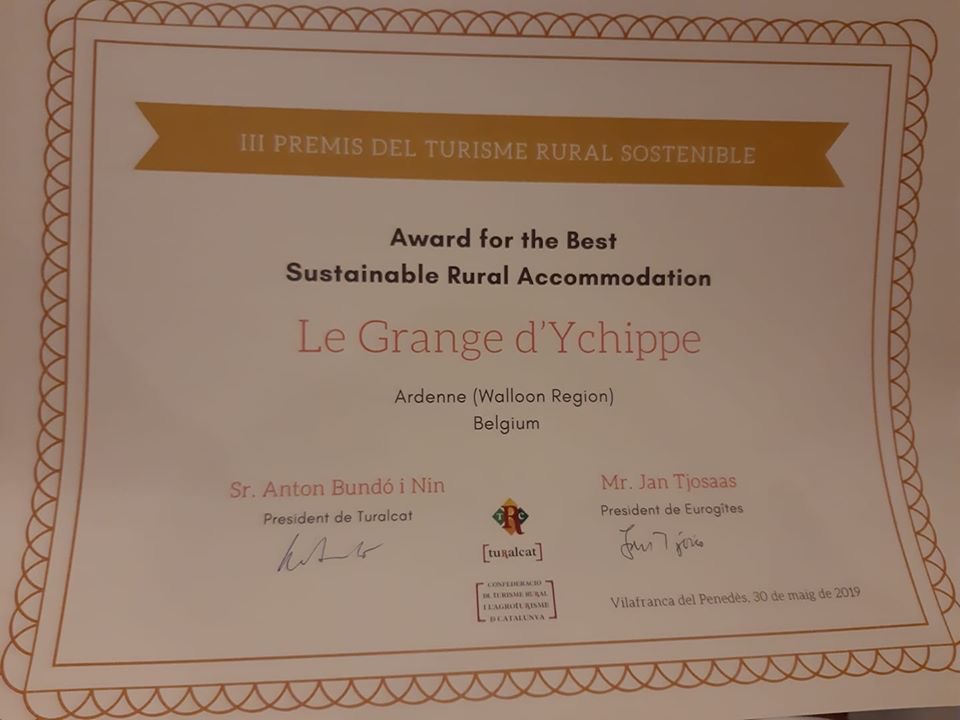 III PREMIS DEL TURISME RURAL SOSTENIBLE
Award for the Best
Sustainable Rural Accommodation
Le Grange d'Ychippe
Ardenne (Walloon Region)
Belgium
Sr. Anton Bundó i Nin
President de Turalcat
Mr. Jan Tjosaas
President de Eurogîtes
T R C
[turalcat]
CONFEDERACIÓ
DE TURISME RURAL
I L'AGROTURISME
D CATALUNYA
Vilafranca del Penedès, 30 de maig de 2019